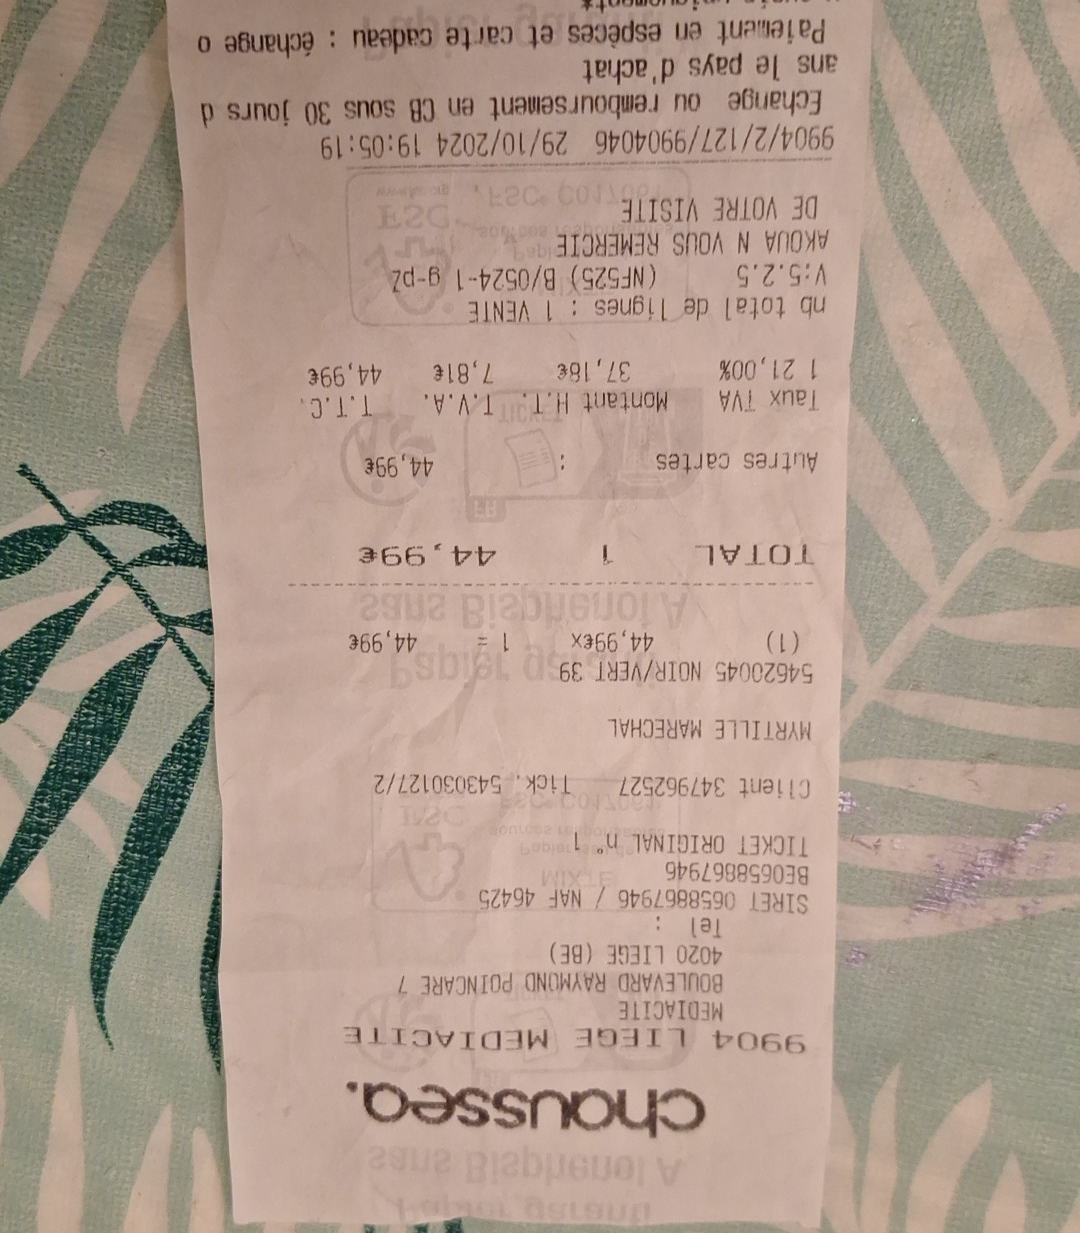 chaussea.
9904 LIEGE MEDIACITE
MEDIACITE
BOULEVARD RAYMOND POINCARE 7
4020 LIEGE (BE)
Tel :
SIRET 0658867946 / NAF 46425
BE0658867946
TICKET ORIGINAL n° 1
Client 347962527 Tick. 543030127/2
MYRTILLE MARECHAL
54620045 NOIR/VERT 39
(1) 44,99€x 1 = 44,99€
TOTAL 1 44,99€
Autres cartes : 44,99€
Taux TVA Montant H.T. T.V.A. T.T.C.
1 21,00% 37,18€ 7,81€ 44,99€
nb total de lignes : 1 VENTE
V:5.2.5 (NF525) B/0524-1 g-pZ
AKOUA N VOUS REMERCIE
DE VOTRE VISITE
9904/2/127/9904046 29/10/2024 19:05:19
Echange ou remboursement en CB sous 30 jours d
ans le pays d'achat
Paiement en espèces et carte cadeau : échange o